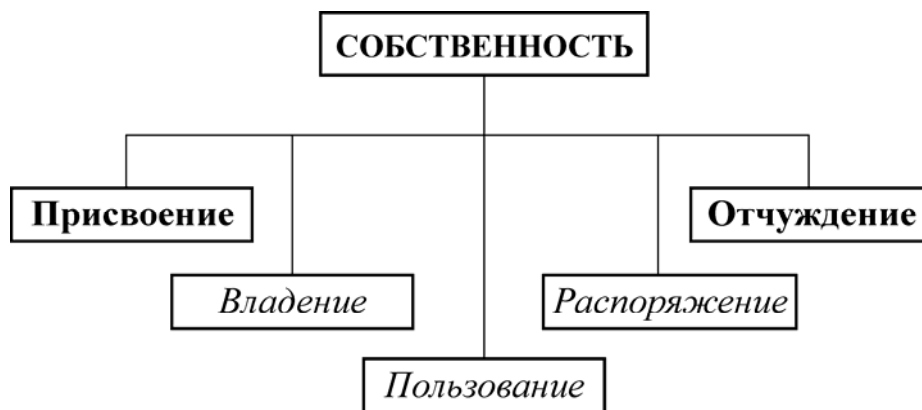 СОБСТВЕННОСТЬ
Присвоение
Отчуждение
Владение
Распоряжение
Пользование